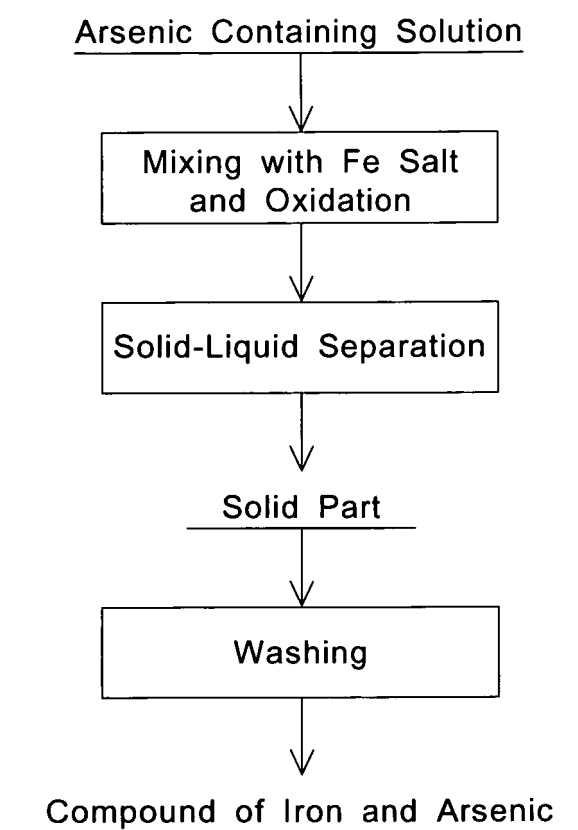 Arsenic Containing Solution
Mixing with Fe Salt
and Oxidation
Solid-Liquid Separation
Solid Part
Washing
Compound of Iron and Arsenic